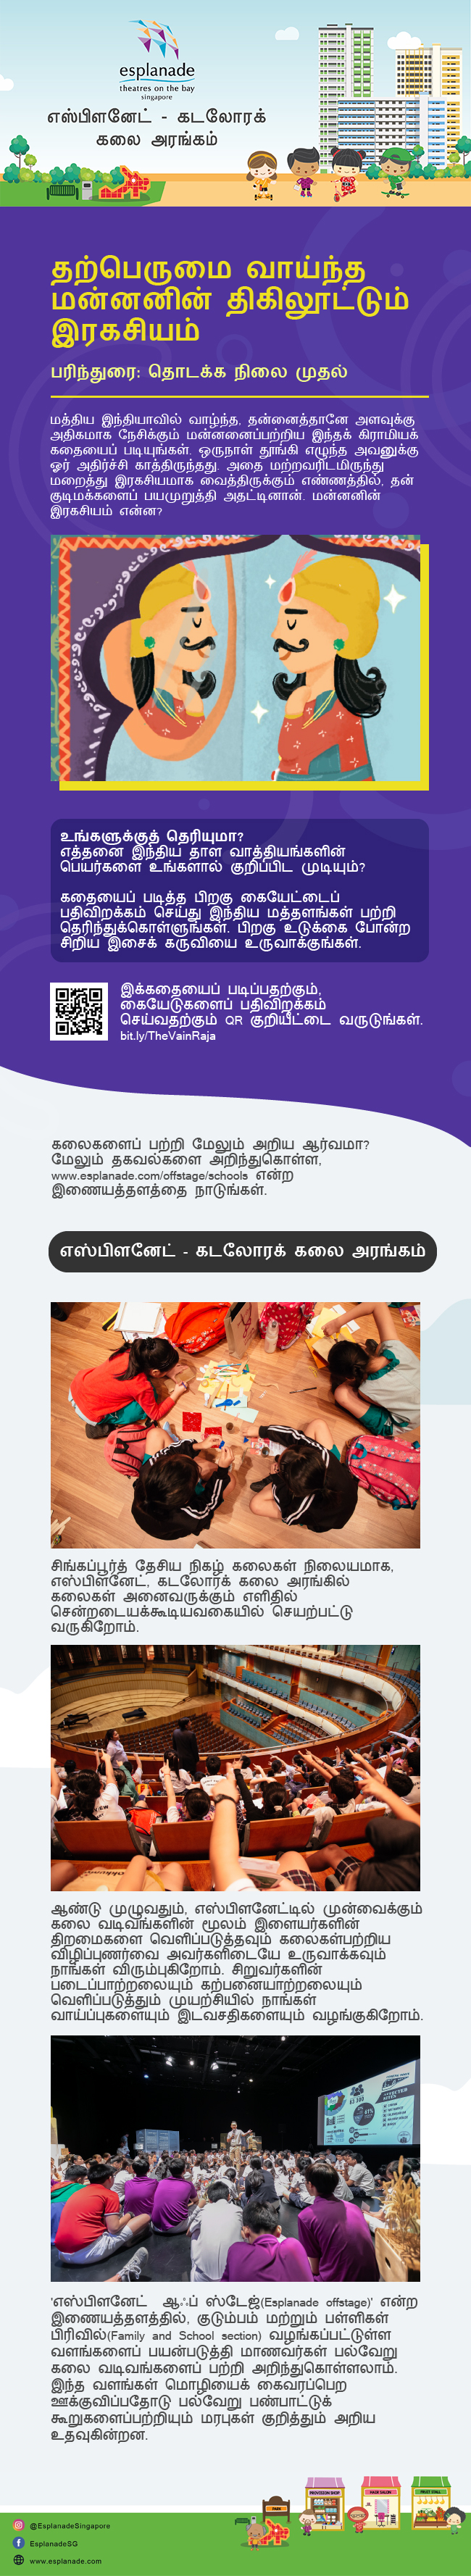 esplanade
theatres on the bay
singapore
எஸ்பிளனேட் - கடலோரக்
கலை அரங்கம்
தற்பெருமை வாய்ந்த
மன்னனின் திகிலூட்டும்
இரகசியம்
பரிந்துரை: தொடக்க நிலை முதல்
மத்திய இந்தியாவில் வாழ்ந்த, தன்னைத்தானே அளவுக்கு
அதிகமாக நேசிக்கும் மன்னனைப்பற்றிய இந்தக் கிராமியக்
கதையைப் படியுங்கள். ஒருநாள் தூங்கி எழுந்த அவனுக்கு
ஓர் அதிர்ச்சி காத்திருந்தது. அதை மற்றவரிடமிருந்து
மறைத்து இரகசியமாக வைத்திருக்கும் எண்ணத்தில், தன்
குடிமக்களைப் பயமுறுத்தி அதட்டினான். மன்னனின்
இரகசியம் என்ன?
உங்களுக்குத் தெரியுமா?
எத்தனை இந்திய தாள வாத்தியங்களின்
பெயர்களை உங்களால் குறிப்பிட முடியும்?
கதையைப் படித்த பிறகு கையேட்டைப்
பதிவிறக்கம் செய்து இந்திய மத்தளங்கள் பற்றி
தெரிந்துக்கொள்ளுங்கள். பிறகு உடுக்கை போன்ற
சிறிய இசைக் கருவியை உருவாக்குங்கள்.
இக்கதையைப் படிப்பதற்கும்,
கையேடுகளைப் பதிவிறக்கம்
செய்வதற்கும் QR குறியீட்டை வருடுங்கள்.
bit.ly/TheVainRaja
கலைகளைப் பற்றி மேலும் அறிய ஆர்வமா?
மேலும் தகவல்களை அறிந்துகொள்ள,
www.esplanade.com/offstage/schools என்ற
இணையத்தளத்தை நாடுங்கள்.
எஸ்பிளனேட் - கடலோரக் கலை அரங்கம்
சிங்கப்பூர்த் தேசிய நிகழ் கலைகள் நிலையமாக,
எஸ்பிளனேட், கடலோரக் கலை அரங்கில்
கலைகள் அனைவருக்கும் எளிதில்
சென்றடையக்கூடியவகையில் செயற்பட்டு
வருகிறோம்.
ஆண்டு முழுவதும், எஸ்பிளனேட்டில் முன்வைக்கும்
கலை வடிவங்களின் மூலம் இளையர்களின்
திறமைகளை வெளிப்படுத்தவும் கலைகள்பற்றிய
விழிப்புணர்வை அவர்களிடையே உருவாக்கவும்
நாங்கள் விரும்புகிறோம். சிறுவர்களின்
படைப்பாற்றலையும் கற்பனையாற்றலையும்
வெளிப்படுத்தும் முயற்சியில் நாங்கள்
வாய்ப்புகளையும் இடவசதிகளையும் வழங்குகிறோம்.
'எஸ்பிளனேட் ஆஃப் ஸ்டேஜ்(Esplanade offstage)' என்ற
இணையத்தளத்தில், குடும்பம் மற்றும் பள்ளிகள்
பிரிவில்(Family and School section) வழங்கப்பட்டுள்ள
வளங்களைப் பயன்படுத்தி மாணவர்கள் பல்வேறு
கலை வடிவங்களைப் பற்றி அறிந்துகொள்ளலாம்.
இந்த வளங்கள் மொழியைக் கைவரப்பெற
ஊக்குவிப்பதோடு பல்வேறு பண்பாட்டுக்
கூறுகளைப்பற்றியும் மரபுகள் குறித்தும் அறிய
உதவுகின்றன.
PROVISION SHOP
HAIR SALON
FRUIT STALL
PARK
@EsplanadeSingapore
EsplanadeSG
www.esplanade.com